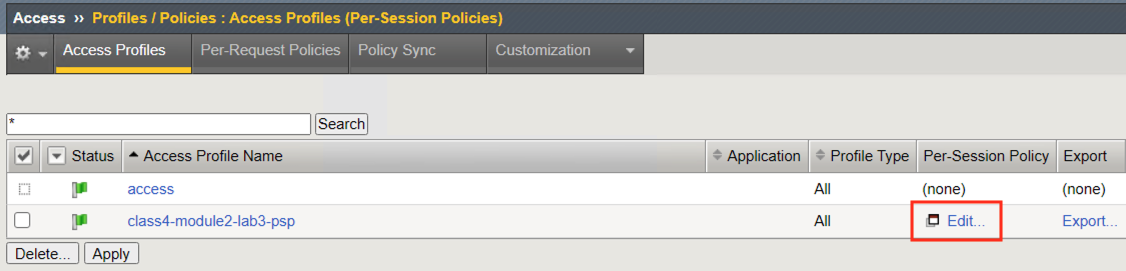 Access ›› Profiles / Policies : Access Profiles (Per-Session Policies)
Access Profiles Per-Request Policies Policy Sync Customization
* Search
Status Access Profile Name Application Profile Type Per-Session Policy Export
access All (none) (none)
class4-module2-lab3-psp All Edit... Export...
Delete... Apply